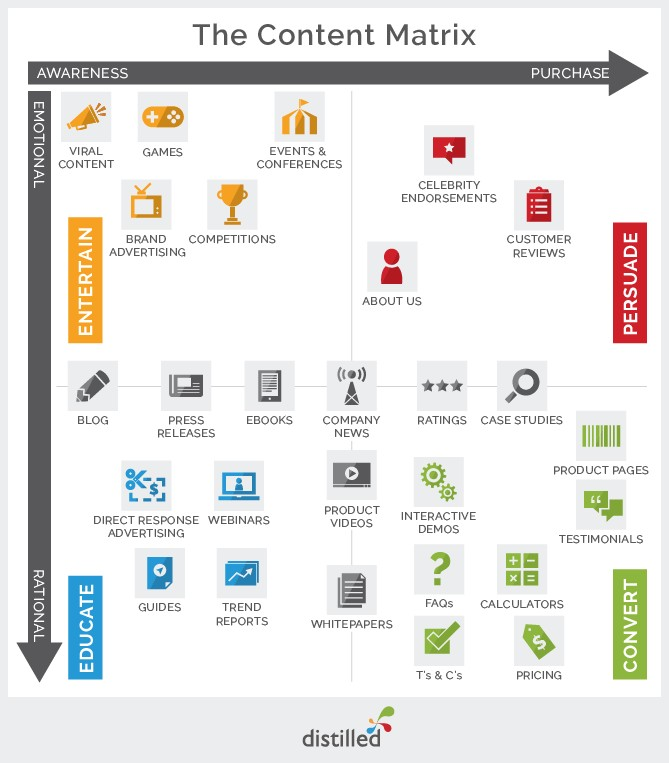 The Content Matrix
AWARENESS
PURCHASE
EMOTIONAL
VIRAL
CONTENT
GAMES
EVENTS &
CONFERENCES
CELEBRITY
ENDORSEMENTS
BRAND
ADVERTISING
COMPETITIONS
CUSTOMER
REVIEWS
ENTERTAIN
PERSUADE
ABOUT US
BLOG
PRESS
RELEASES
EBOOKS
COMPANY
NEWS
RATINGS
CASE STUDIES
PRODUCT PAGES
DIRECT RESPONSE
ADVERTISING
WEBINARS
PRODUCT
VIDEOS
INTERACTIVE
DEMOS
TESTIMONIALS
RATIONAL
EDUCATE
GUIDES
TREND
REPORTS
WHITEPAPERS
?
FAQs
CALCULATORS
CONVERT
T's & C's
PRICING
distilled